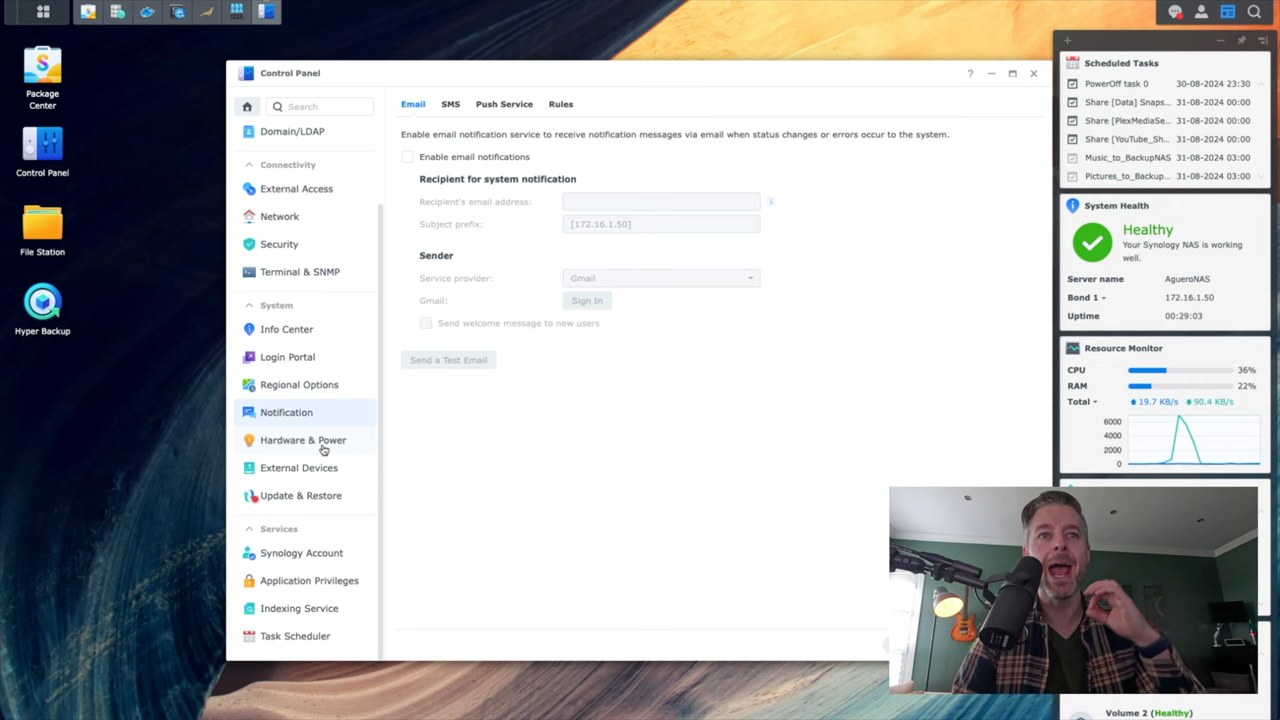 Package
Center
Control Panel
File Station
Hyper Backup
Control Panel
Search
Domain/LDAP
Connectivity
External Access
Network
Security
Terminal & SNMP
System
Info Center
Login Portal
Regional Options
Notification
Hardware & Power
External Devices
Update & Restore
Services
Synology Account
Application Privileges
Indexing Service
Task Scheduler
Email SMS Push Service Rules
Enable email notification service to receive notification messages via email when status changes or errors occur to the system.
Enable email notifications
Recipient for system notification
Recipient's email address:
Subject prefix: [172.16.1.50]
Sender
Service provider: Gmail
Gmail: Sign In
Send welcome message to new users
Send a Test Email
Scheduled Tasks
PowerOff task 0 30-08-2024 23:30
Share [Data] Snaps... 31-08-2024 00:00
Share [PlexMediaSe... 31-08-2024 00:00
Share [YouTube_Sh... 31-08-2024 00:00
Music_to_BackupNAS 31-08-2024 03:00
Pictures_to_Backup... 31-08-2024 03:00
System Health
Healthy
Your Synology NAS is working
well.
Server name AgueroNAS
Bond 1 172.16.1.50
Uptime 00:29:03
Resource Monitor
CPU 36%
RAM 22%
Total 19.7 KB/s 90.4 KB/s
6000
4000
2000
0
Volume 2 (Healthy)